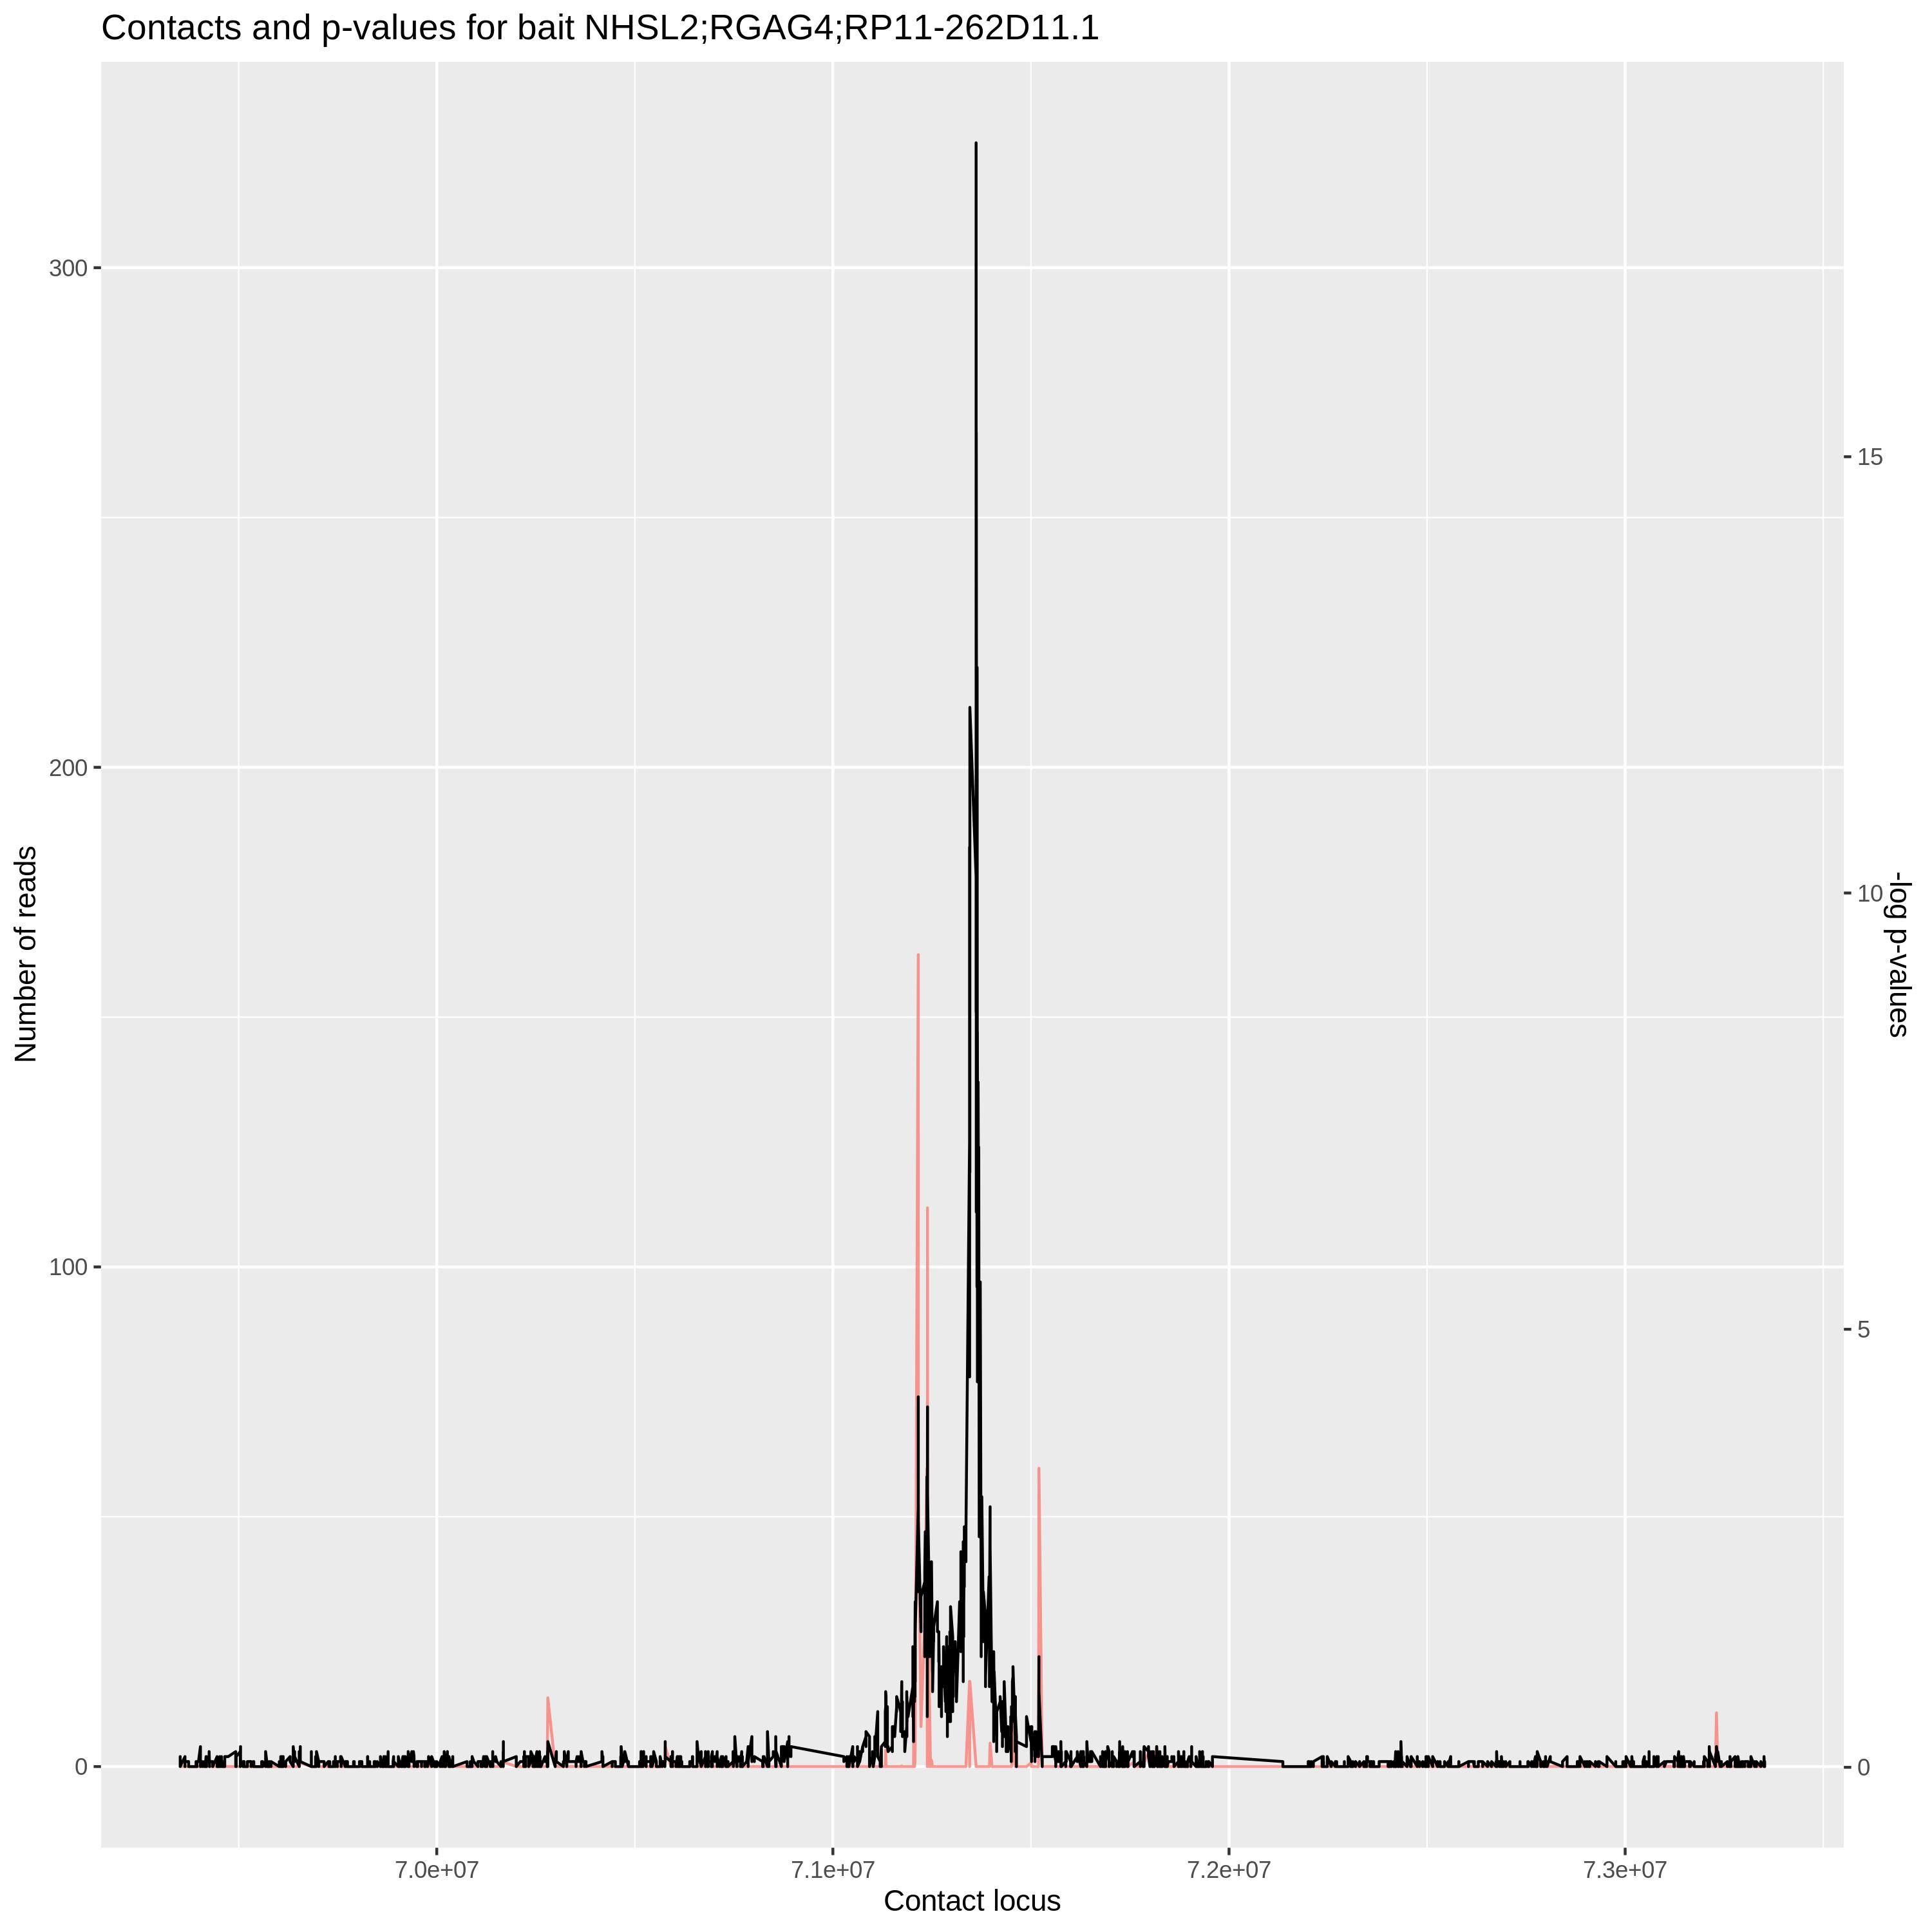 Contacts and p-values for bait NHSL2;RGAG4;RP11-262D11.1
300
200
100
0
Number of reads
15
10
5
0
-log p-values
7.0e+07 7.1e+07 7.2e+07 7.3e+07
Contact locus